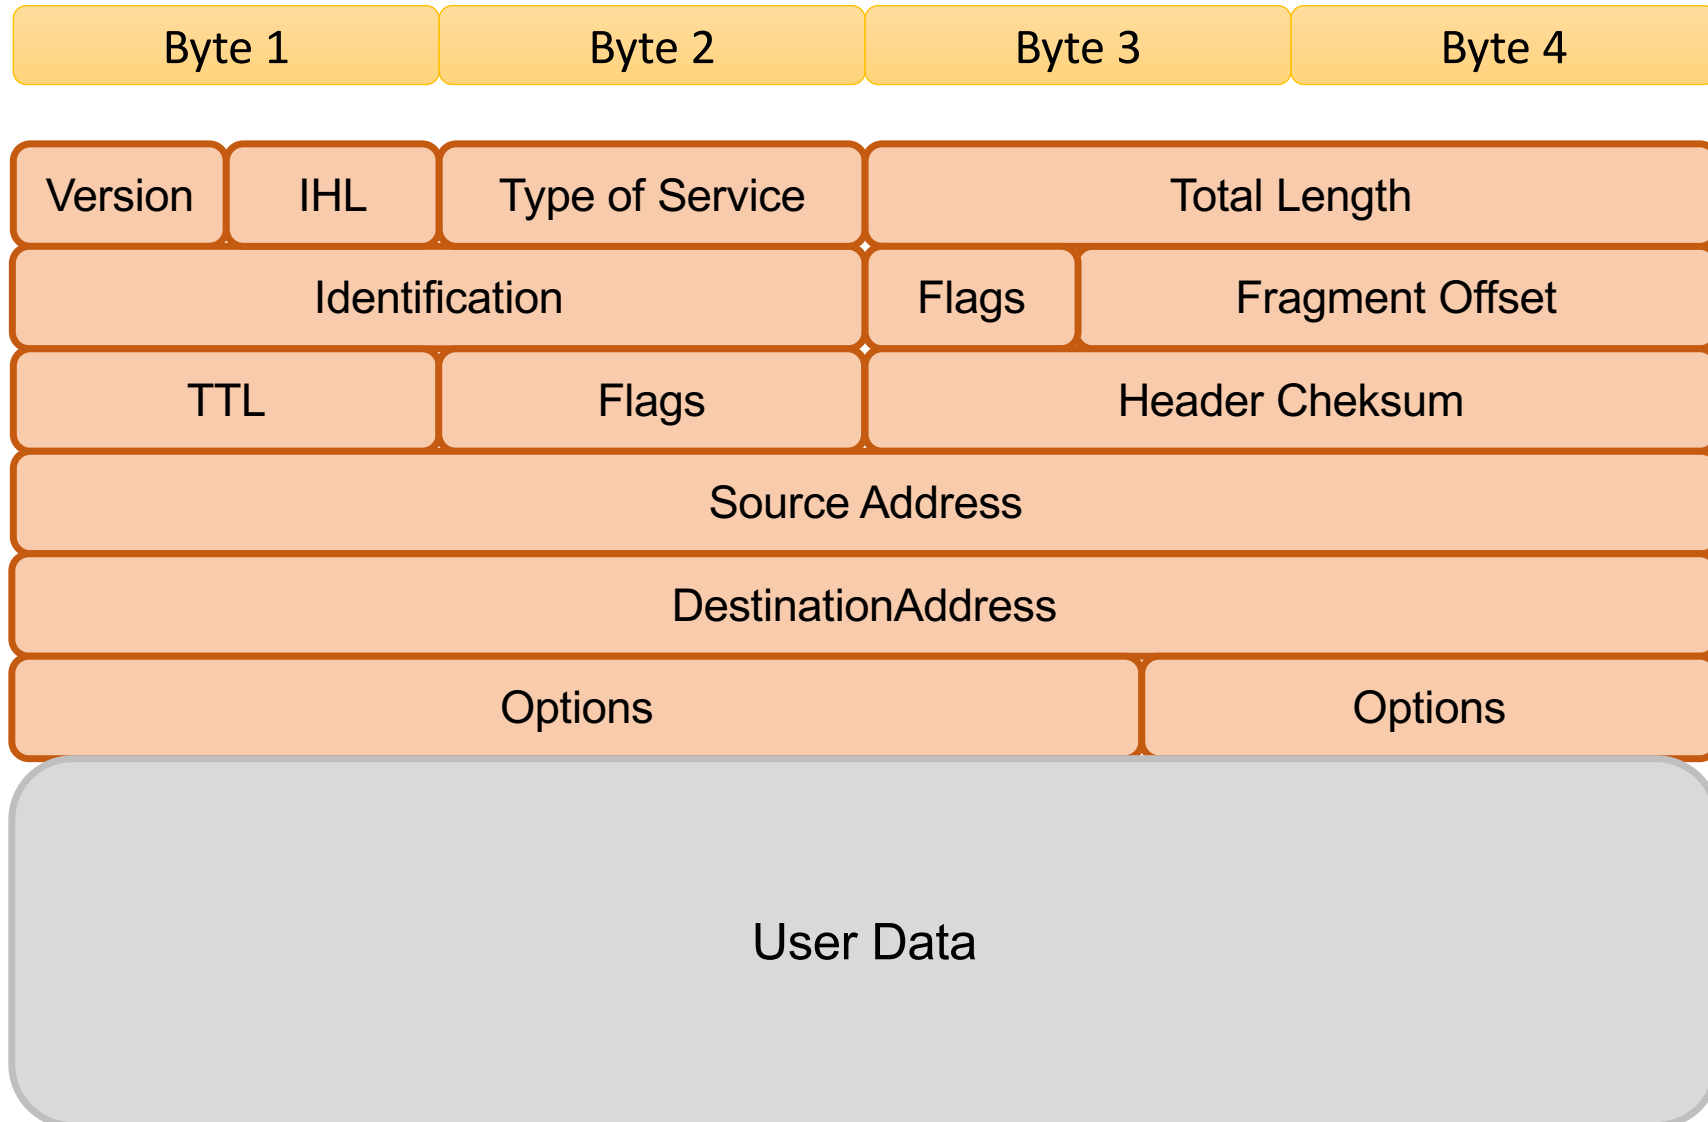 Byte 1 Byte 2 Byte 3 Byte 4
Version IHL Type of Service Total Length
Identification Flags Fragment Offset
TTL Flags Header Cheksum
Source Address
DestinationAddress
Options Options
User Data